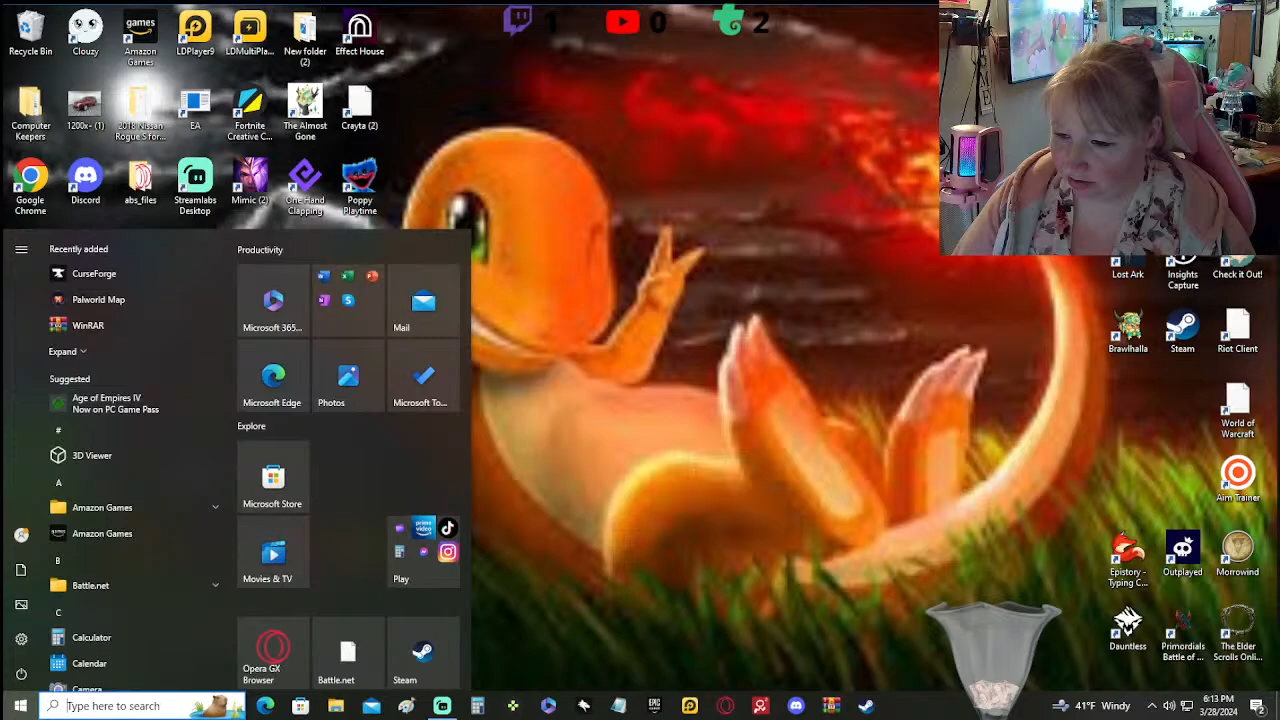 1
0
2
Recycle Bin
Clouzy
Amazon Games
games
LDPlayer9
LDMultiPla...
New folder (2)
Effect House
Computer Keepers
1200x- (1)
2018 Nissan Rogue S for...
EA
Fortnite Creative C...
The Almost Gone
Crayta (2)
Google Chrome
Discord
abs_files
Streamlabs Desktop
Mimic (2)
One Hand Clapping
Poppy Playtime
Recently added
CurseForge
Palworld Map
WinRAR
Expand
Suggested
Age of Empires IV
Now on PC Game Pass
#
3D Viewer
A
Amazon Games
Amazon Games
B
Battle.net
C
Calculator
Calendar
Camera
Productivity
Microsoft 365...
Mail
Microsoft Edge
Photos
Microsoft To...
Explore
Microsoft Store
Movies & TV
prime video
Play
Opera GX Browser
Battle.net
Steam
Lost Ark
Insights Capture
Check it Out!
Brawlhalla
Steam
Riot Client
World of Warcraft
Aim Trainer
Epistory - Typing C...
Outplayed
Morrowind
Dauntless
Primordials Battle of ...
The Elder Scrolls Onli...
Type here to search
EPIC GAMES
41°F Windy
6:13 PM
3/28/2024
2